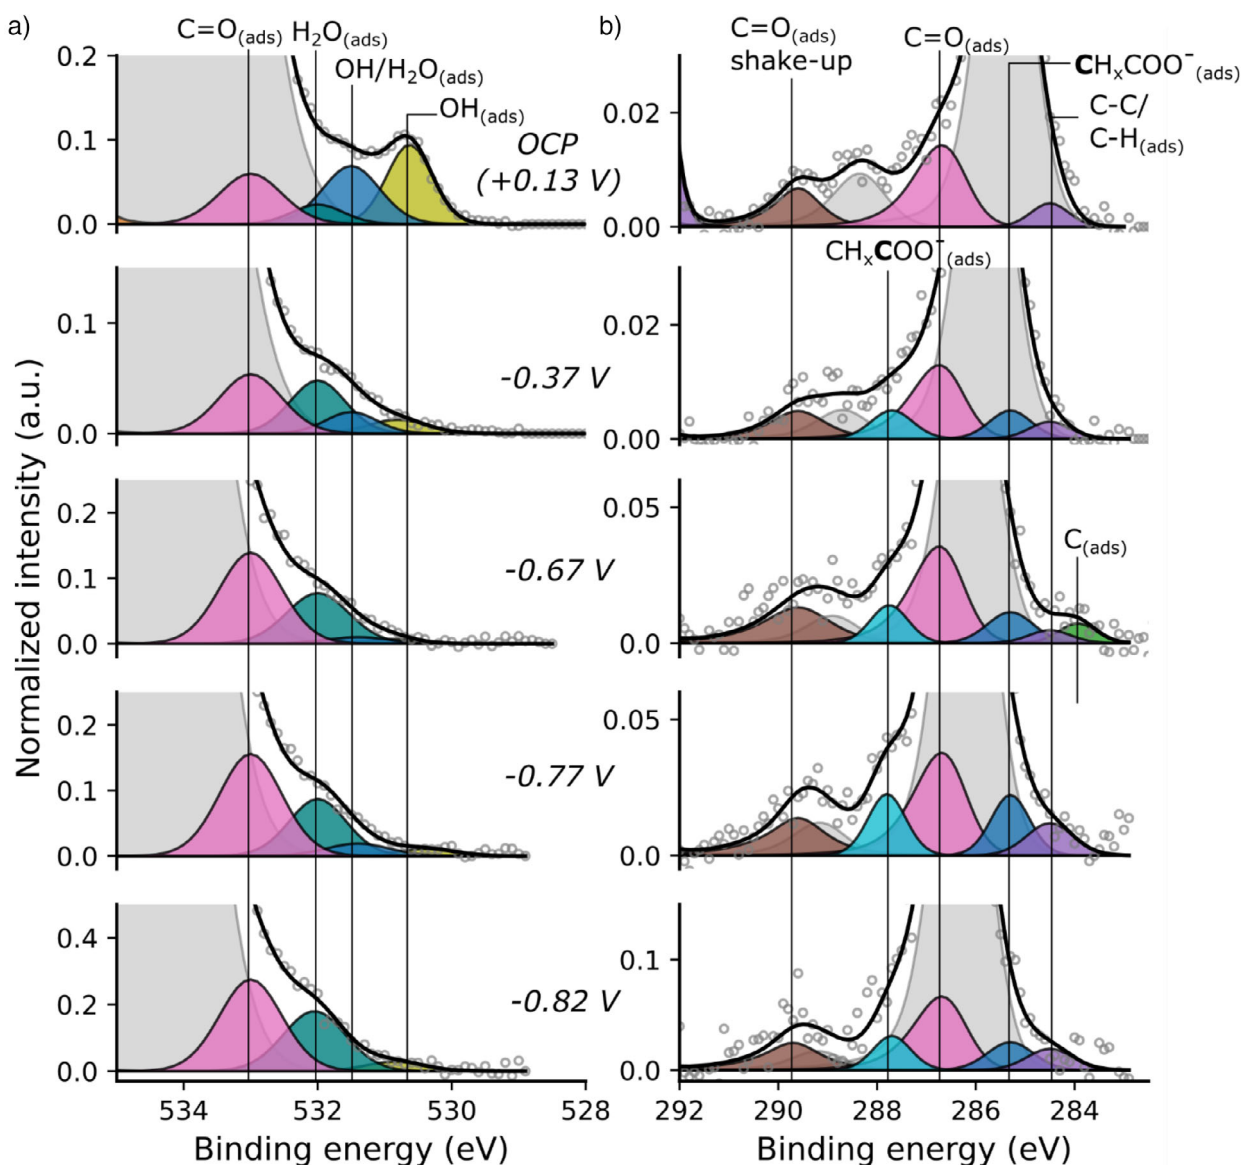 a)
C=O(ads) H₂O(ads)
OH/H₂O(ads)
OH(ads)
OCP
(+0.13 V)
0.2
0.1
0.0
-0.37 V
0.1
0.0
-0.67 V
0.2
0.1
0.0
-0.77 V
0.2
0.1
0.0
-0.82 V
0.4
0.2
0.0
534 532 530 528
Binding energy (eV)
Normalized intensity (a.u.)
b)
C=O(ads)
shake-up
C=O(ads)
CHₓCOO⁻(ads)
C-C/
C-H(ads)
0.02
0.00
CHₓCOO⁻(ads)
0.02
0.00
C(ads)
0.05
0.00
0.05
0.0
0.1
0.0
292 290 288 286 284
Binding energy (eV)